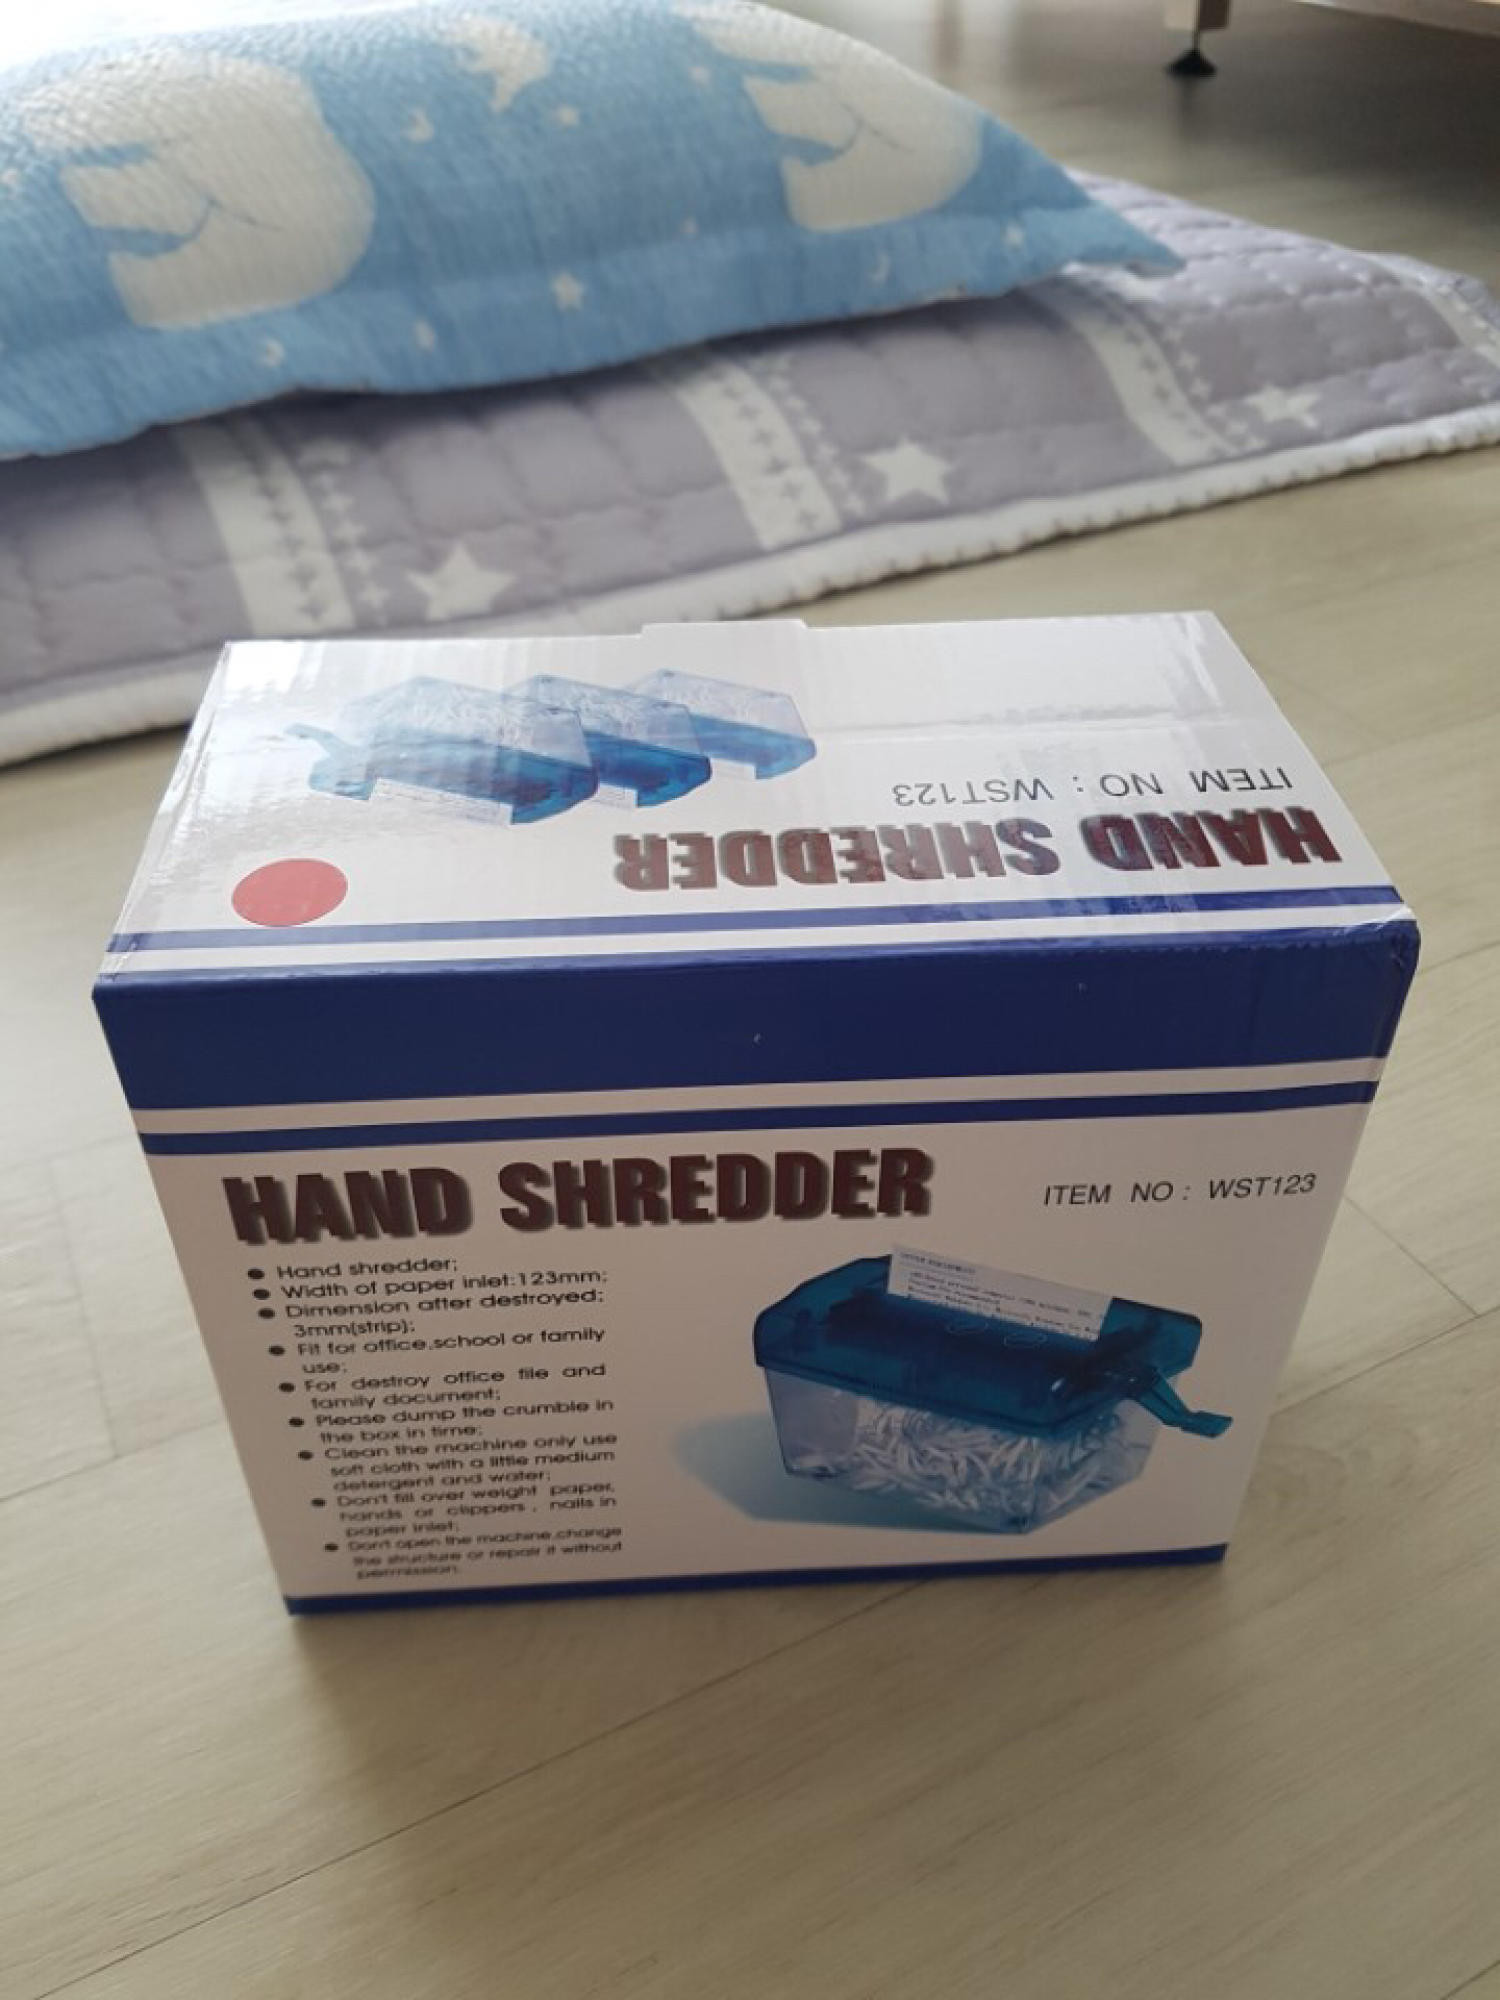 ITEM NO : WST123
HAND SHREDDER
HAND SHREDDER
ITEM NO : WST123
● Hand shredder;
● Width of paper inlet:123mm;
● Dimension after destroyed:
3mm(strip);
● Fit for office.school or family
use;
● For destroy office file and
family document;
● Please dump the crumble in
the box in time;
● Clean the machine only use
soft cloth with a little medium
detergent and water;
● Don't fill over weight paper,
hands or clippers , nails in
paper inlet;
● Don't open the machine.change
the structure or repair it without
permission.